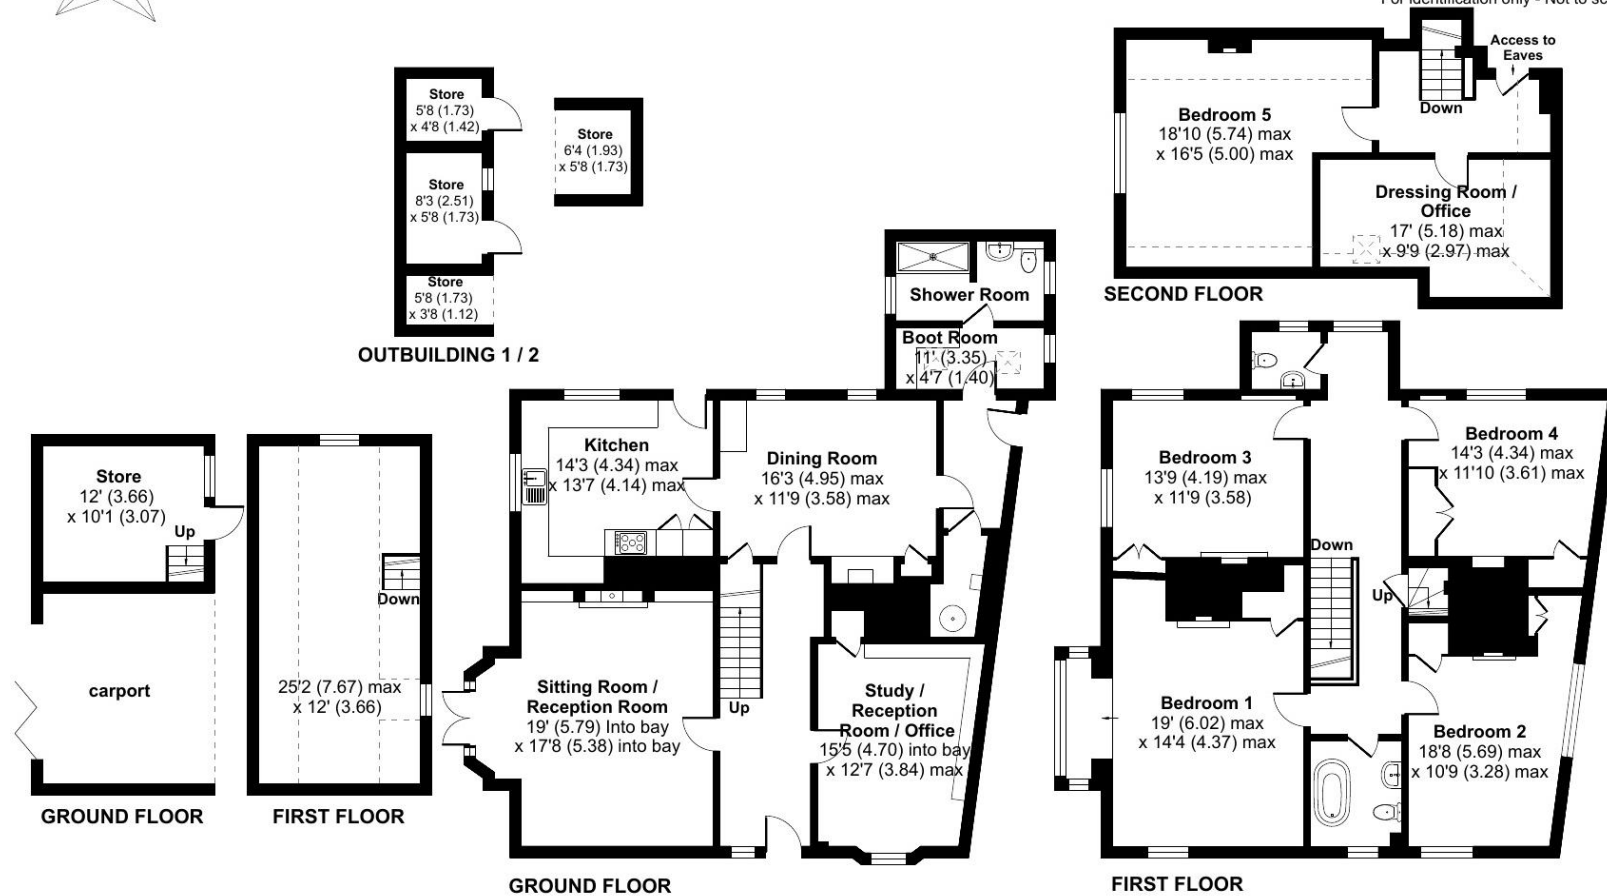 For identification only - Not to sc
Store
5'8 (1.73)
x 4'8 (1.42)
Store
8'3 (2.51)
x 5'8 (1.73)
Store
5'8 (1.73)
x 3'8 (1.12)
Store
6'4 (1.93)
x 5'8 (1.73)
OUTBUILDING 1 / 2
Bedroom 5
18'10 (5.74) max
x 16'5 (5.00) max
Down
Access to
Eaves
Dressing Room /
Office
17' (5.18) max
x 9'9 (2.97) max
SECOND FLOOR
Store
12' (3.66)
x 10'1 (3.07)
Up
carport
GROUND FLOOR
Down
25'2 (7.67) max
x 12' (3.66)
FIRST FLOOR
Shower Room
Boot Room
11' (3.35)
x 4'7 (1.40)
Kitchen
14'3 (4.34) max
x 13'7 (4.14) max
Dining Room
16'3 (4.95) max
x 11'9 (3.58) max
Sitting Room /
Reception Room
19' (5.79) Into bay
x 17'8 (5.38) into bay
Up
Study /
Reception
Room / Office
15'5 (4.70) into bay
x 12'7 (3.84) max
GROUND FLOOR
Bedroom 3
13'9 (4.19) max
x 11'9 (3.58)
Bedroom 4
14'3 (4.34) max
x 11'10 (3.61) max
Down
Up
Bedroom 1
19' (6.02) max
x 14'4 (4.37) max
Bedroom 2
18'8 (5.69) max
x 10'9 (3.28) max
FIRST FLOOR